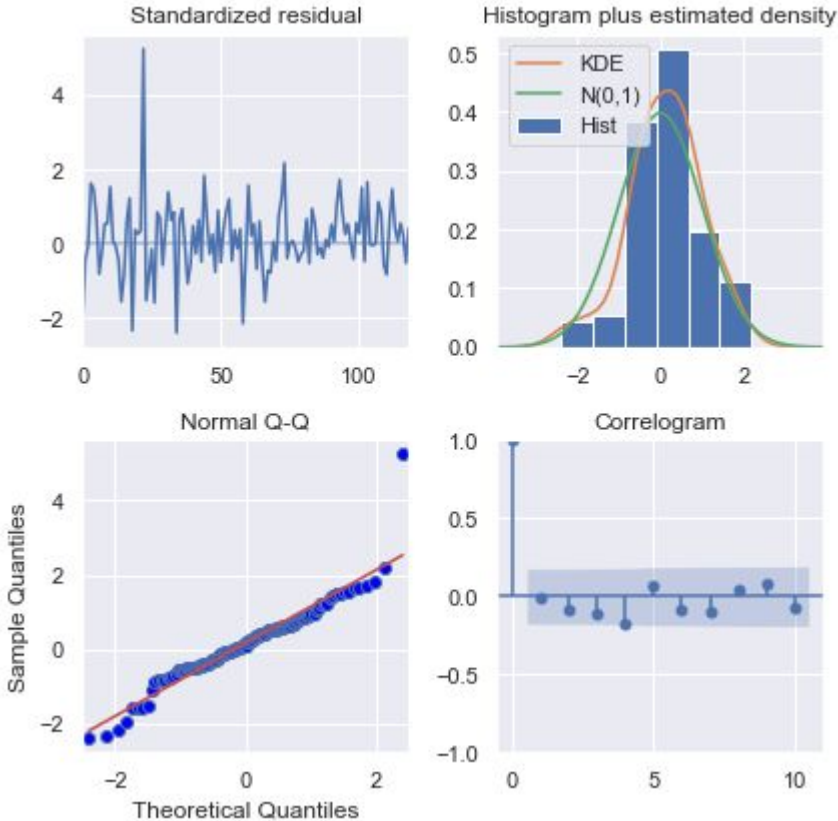 Standardized residual
4
2
0
−2
0 50 100
Histogram plus estimated density
0.5
0.4
0.3
0.2
0.1
0.0
KDE
N(0,1)
Hist
−2 0 2
Normal Q-Q
Sample Quantiles
4
2
0
−2
−2 0 2
Theoretical Quantiles
Correlogram
1.0
0.5
0.0
−0.5
−1.0
0 5 10